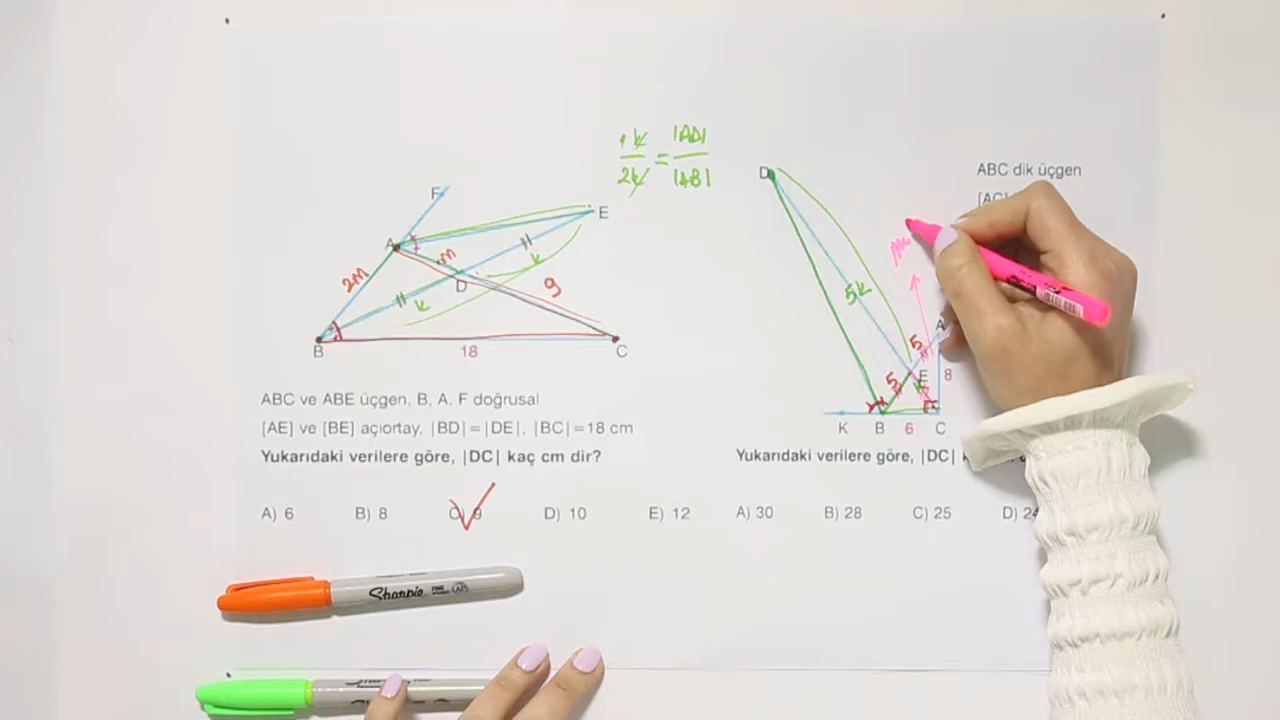 1k/2k = |AD|/|AB|
F
E
A
2m
m
D
k
k
9
B
18
C
ABC ve ABE üçgen, B, A, F doğrusal
[AE] ve [BE] açıortay, |BD|=|DE|, |BC|=18 cm
Yukarıdaki verilere göre, |DC| kaç cm dir?
A) 6 B) 8 C) 9 D) 10 E) 12
D
ABC dik üçgen
[AC]
5k
A
5
5
E
k
8
K B 6 C
Yukarıdaki verilere göre, |DC|
A) 30 B) 28 C) 25 D) 24
Sharpie
FINE